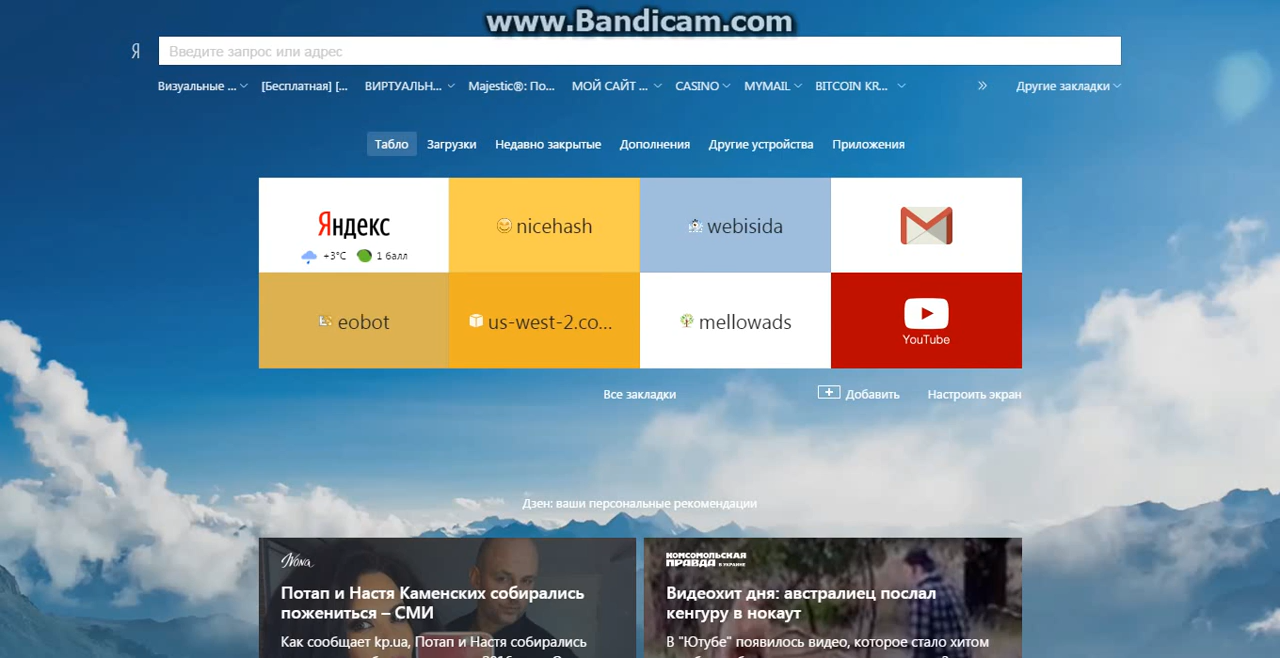 www.Bandicam.com
Я Введите запрос или адрес
Визуальные ... [Бесплатная] [... ВИРТУАЛЬН... Majestic®: По... МОЙ САЙТ ... CASINO MYMAIL BITCOIN KR... » Другие закладки
Табло Загрузки Недавно закрытые Дополнения Другие устройства Приложения
Яндекс
+3°C 1 балл
nicehash
webisida
eobot
us-west-2.co...
mellowads
YouTube
Все закладки Добавить Настроить экран
Дзен: ваши персональные рекомендации
Nona
Потап и Настя Каменских собирались
пожениться – СМИ
Как сообщает kp.ua, Потап и Настя собирались
КОМСОМОЛЬСКАЯ
ПРАВДА В УКРАИНЕ
Видеохит дня: австралиец послал
кенгуру в нокаут
В "Ютубе" появилось видео, которое стало хитом